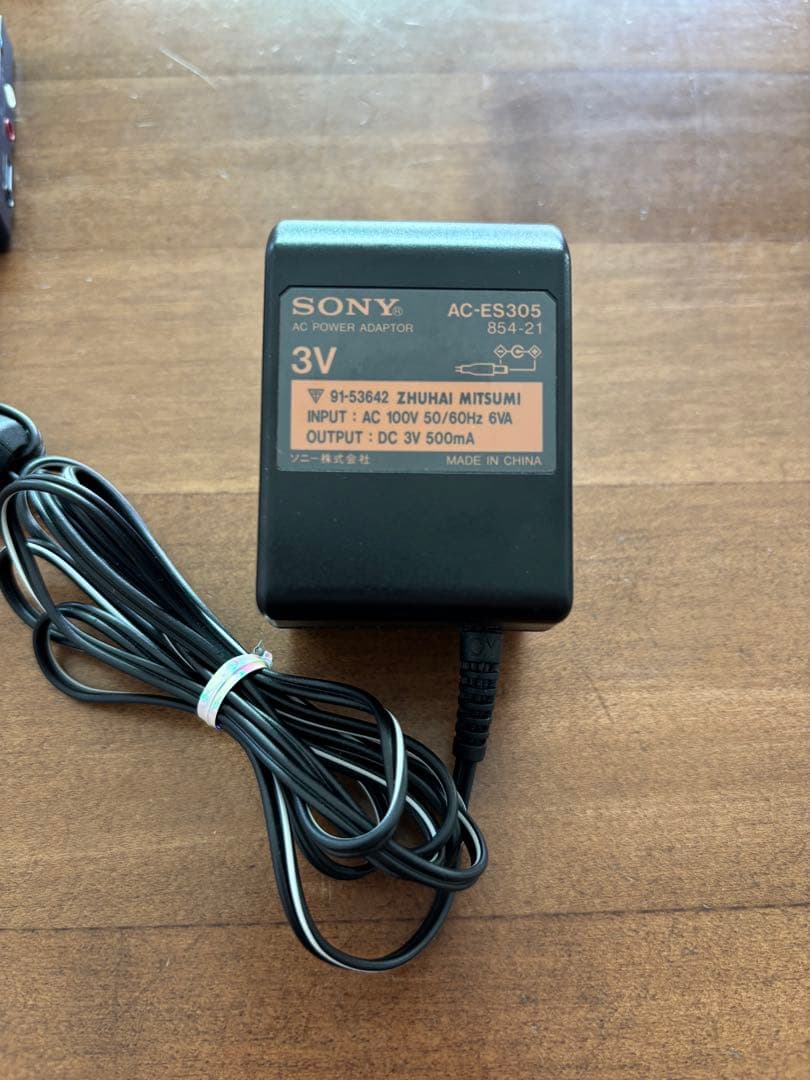 SONY®
AC POWER ADAPTOR
AC-ES305
854-21
3V
91-53642 ZHUHAI MITSUMI
INPUT : AC 100V 50/60Hz 6VA
OUTPUT : DC 3V 500mA
ソニー株式会社
MADE IN CHINA
3V